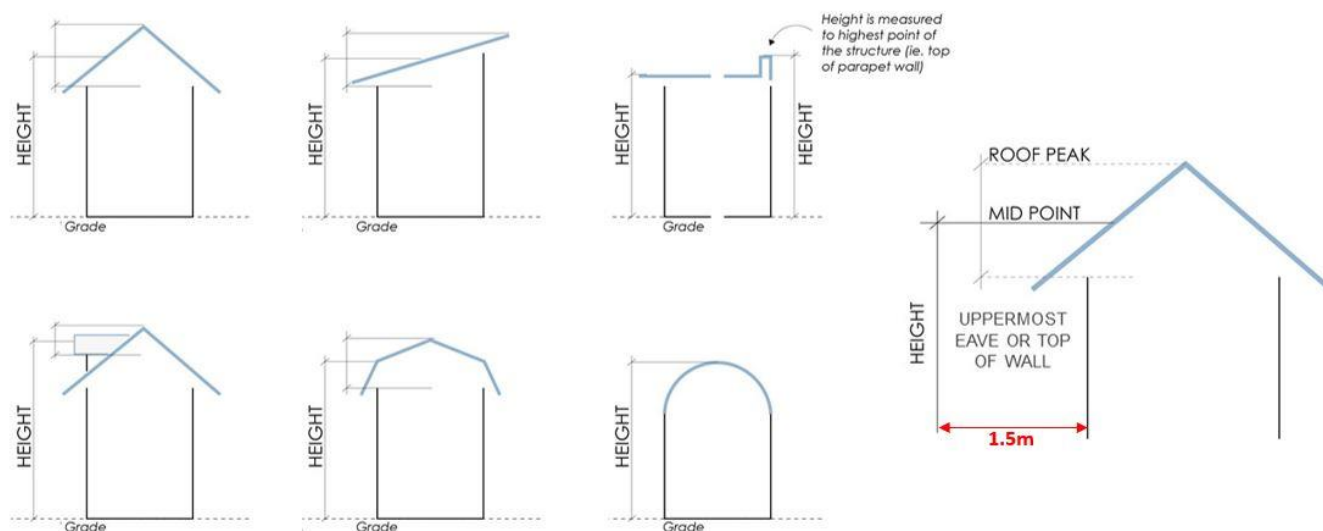 Height is measured
to highest point of
the structure (ie. top
of parapet wall)
HEIGHT
HEIGHT
HEIGHT
HEIGHT
Grade
Grade
Grade
ROOF PEAK
MID POINT
HEIGHT
UPPERMOST
EAVE OR TOP
OF WALL
1.5m
HEIGHT
HEIGHT
HEIGHT
Grade
Grade
Grade